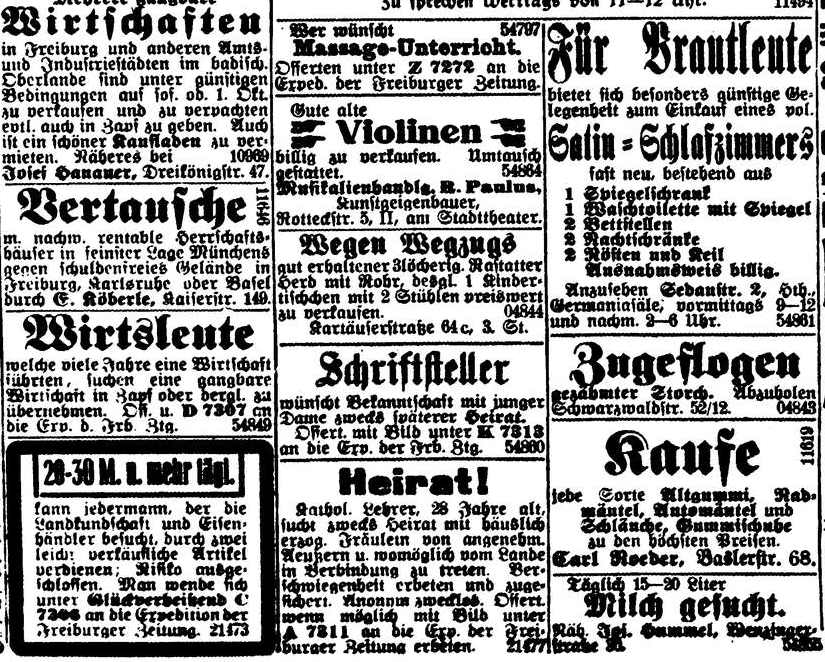 Wirtschaften
in Freiburg und anderen Amts-
und Industriestädten im badisch.
Oberlande sind unter günstigen
Bedingungen auf sof. od. 1. Okt.
zu verkaufen und zu verpachten
evtl. auch in Zapf zu geben. Auch
ist ein schöner Kaufladen zu ver-
mieten. Näheres bei 10969
Josef Hanauer, Dreikönigstr. 47.
Vertausche
11646
m. nachw. rentable Herrschafts-
häuser in feinster Lage Münchens
gegen schuldenfreies Gelände in
Freiburg, Karlsruhe oder Basel
durch E. Köberle, Kaiserstr. 149.
Wirtsleute
welche viele Jahre eine Wirtschaft
führten, suchen eine gangbare
Wirtschaft in Zapf oder dergl. zu
übernehmen. Off. u. D 7307 an
die Exp. d. Frb. Ztg. 54849
20-30 M. u. mehr tägl.
kann jedermann, der die
Landkundschaft und Eisen-
händler besucht, durch zwei
leicht verkäufliche Artikel
verdienen; Risiko ausge-
schlossen. Man wende sich
unter Glückverheißend C
7306 an die Expedition der
Freiburger Zeitung. 21473
zu sprechen Werktags von 11—12 Uhr. 11494
Wer wünscht 54797
Massage-Unterricht.
Offerten unter Z 7272 an die
Exped. der Freiburger Zeitung.
Gute alte
Violinen
billig zu verkaufen. Umtausch
gestattet. 54864
Musikalienhandlg. R. Paulus,
Kunstgeigenbauer,
Rotteckstr. 5, II, am Stadttheater.
Wegen Wegzugs
gut erhaltener 3löcherig. Rastatter
Herd mit Rohr, desgl. 1 Kinder-
tischchen mit 2 Stühlen preiswert
zu verkaufen. 04844
Kartäuserstraße 64c, 3. St.
Schriftsteller
wünscht Bekanntschaft mit junger
Dame zwecks späterer Heirat.
Offert. mit Bild unter K 7313
an die Exp. der Frb. Ztg. 54860
Heirat!
Kathol. Lehrer, 28 Jahre alt,
sucht zwecks Heirat mit häuslich
erzog. Fräulein von angenehm.
Aeußern u. womöglich vom Lande
in Verbindung zu treten. Ver-
schwiegenheit erbeten und zuge-
sichert. Anonym zwecklos. Offert.
wenn möglich mit Bild unter
A 7311 an die Exp. der Frei-
burger Zeitung erbeten. 21477
Für Brautleute
bietet sich besonders günstige Ge-
legenheit zum Einkauf eines pol.
Satin-Schlafzimmers
fast neu, bestehend aus
1 Spiegelschrank
1 Waschtoilette mit Spiegel
2 Bettstellen
2 Nachtschränke
2 Rösten und Keil
Ausnahmsweis billig.
Anzusehen Sedanstr. 2, Hth.,
Germaniasäle, vormittags 9—12
und nachm. 2—6 Uhr. 54861
Zugeflogen
gezähmter Storch. Abzuholen
Schwarzwaldstr. 52/12. 04843
Kaufe
11619
jede Sorte Altgummi, Rad-
mäntel, Automäntel und
Schläuche, Gummischuhe
zu den höchsten Preisen.
Carl Roeder, Baslerstr. 68.
Täglich 15—20 Liter
Milch gesucht.
Näh. Jos. Hummel, Wenzinger-
straße 36.